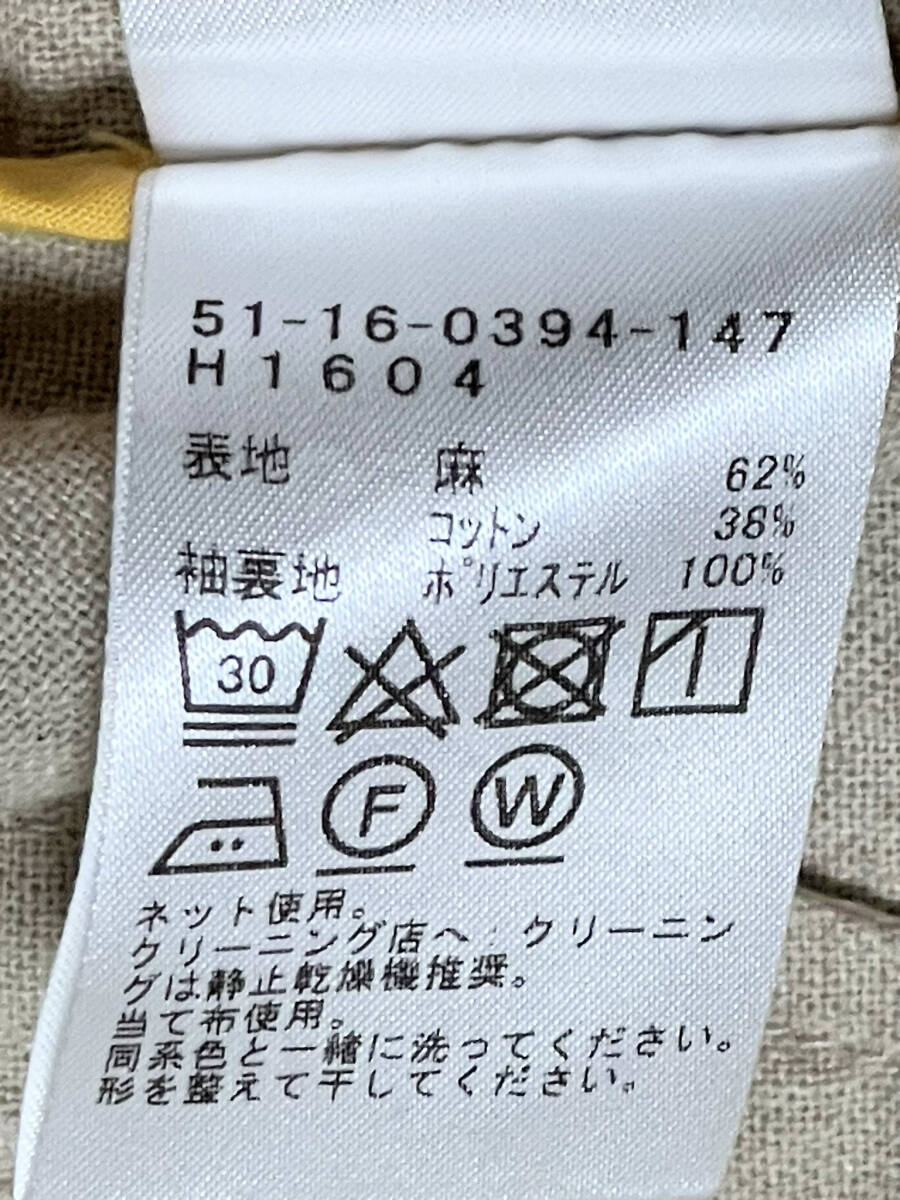 51-16-0394-147
H1604
表地 麻 62%
コットン 38%
袖裏地 ポリエステル 100%
30
F W
ネット使用。
クリーニング店へ：クリーニン
グは静止乾燥機推奨。
当て布使用。
同系色と一緒に洗ってください。
形を整えて干してください。